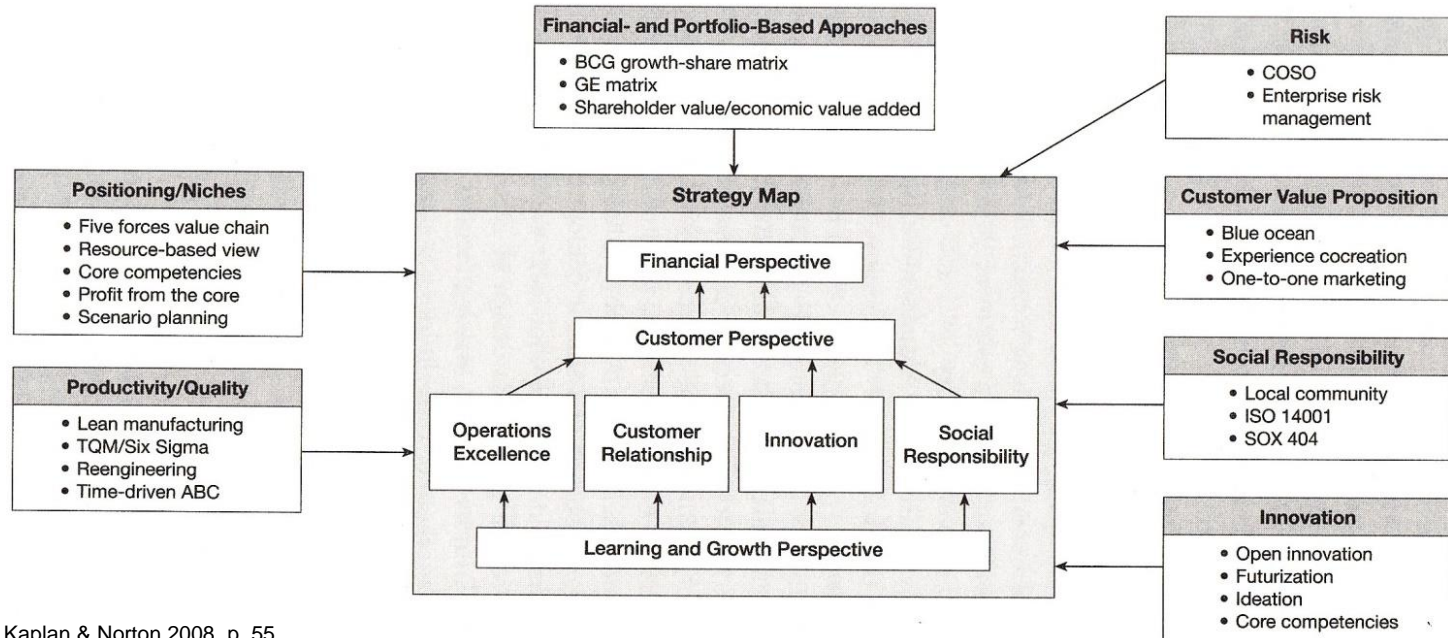 Financial- and Portfolio-Based Approaches
• BCG growth-share matrix
• GE matrix
• Shareholder value/economic value added
Risk
• COSO
• Enterprise risk
management
Positioning/Niches
• Five forces value chain
• Resource-based view
• Core competencies
• Profit from the core
• Scenario planning
Productivity/Quality
• Lean manufacturing
• TQM/Six Sigma
• Reengineering
• Time-driven ABC
Strategy Map
Financial Perspective
Customer Perspective
Operations
Excellence
Customer
Relationship
Innovation
Social
Responsibility
Learning and Growth Perspective
Customer Value Proposition
• Blue ocean
• Experience cocreation
• One-to-one marketing
Social Responsibility
• Local community
• ISO 14001
• SOX 404
Innovation
• Open innovation
• Futurization
• Ideation
• Core competencies
Kaplan & Norton 2008, p. 55